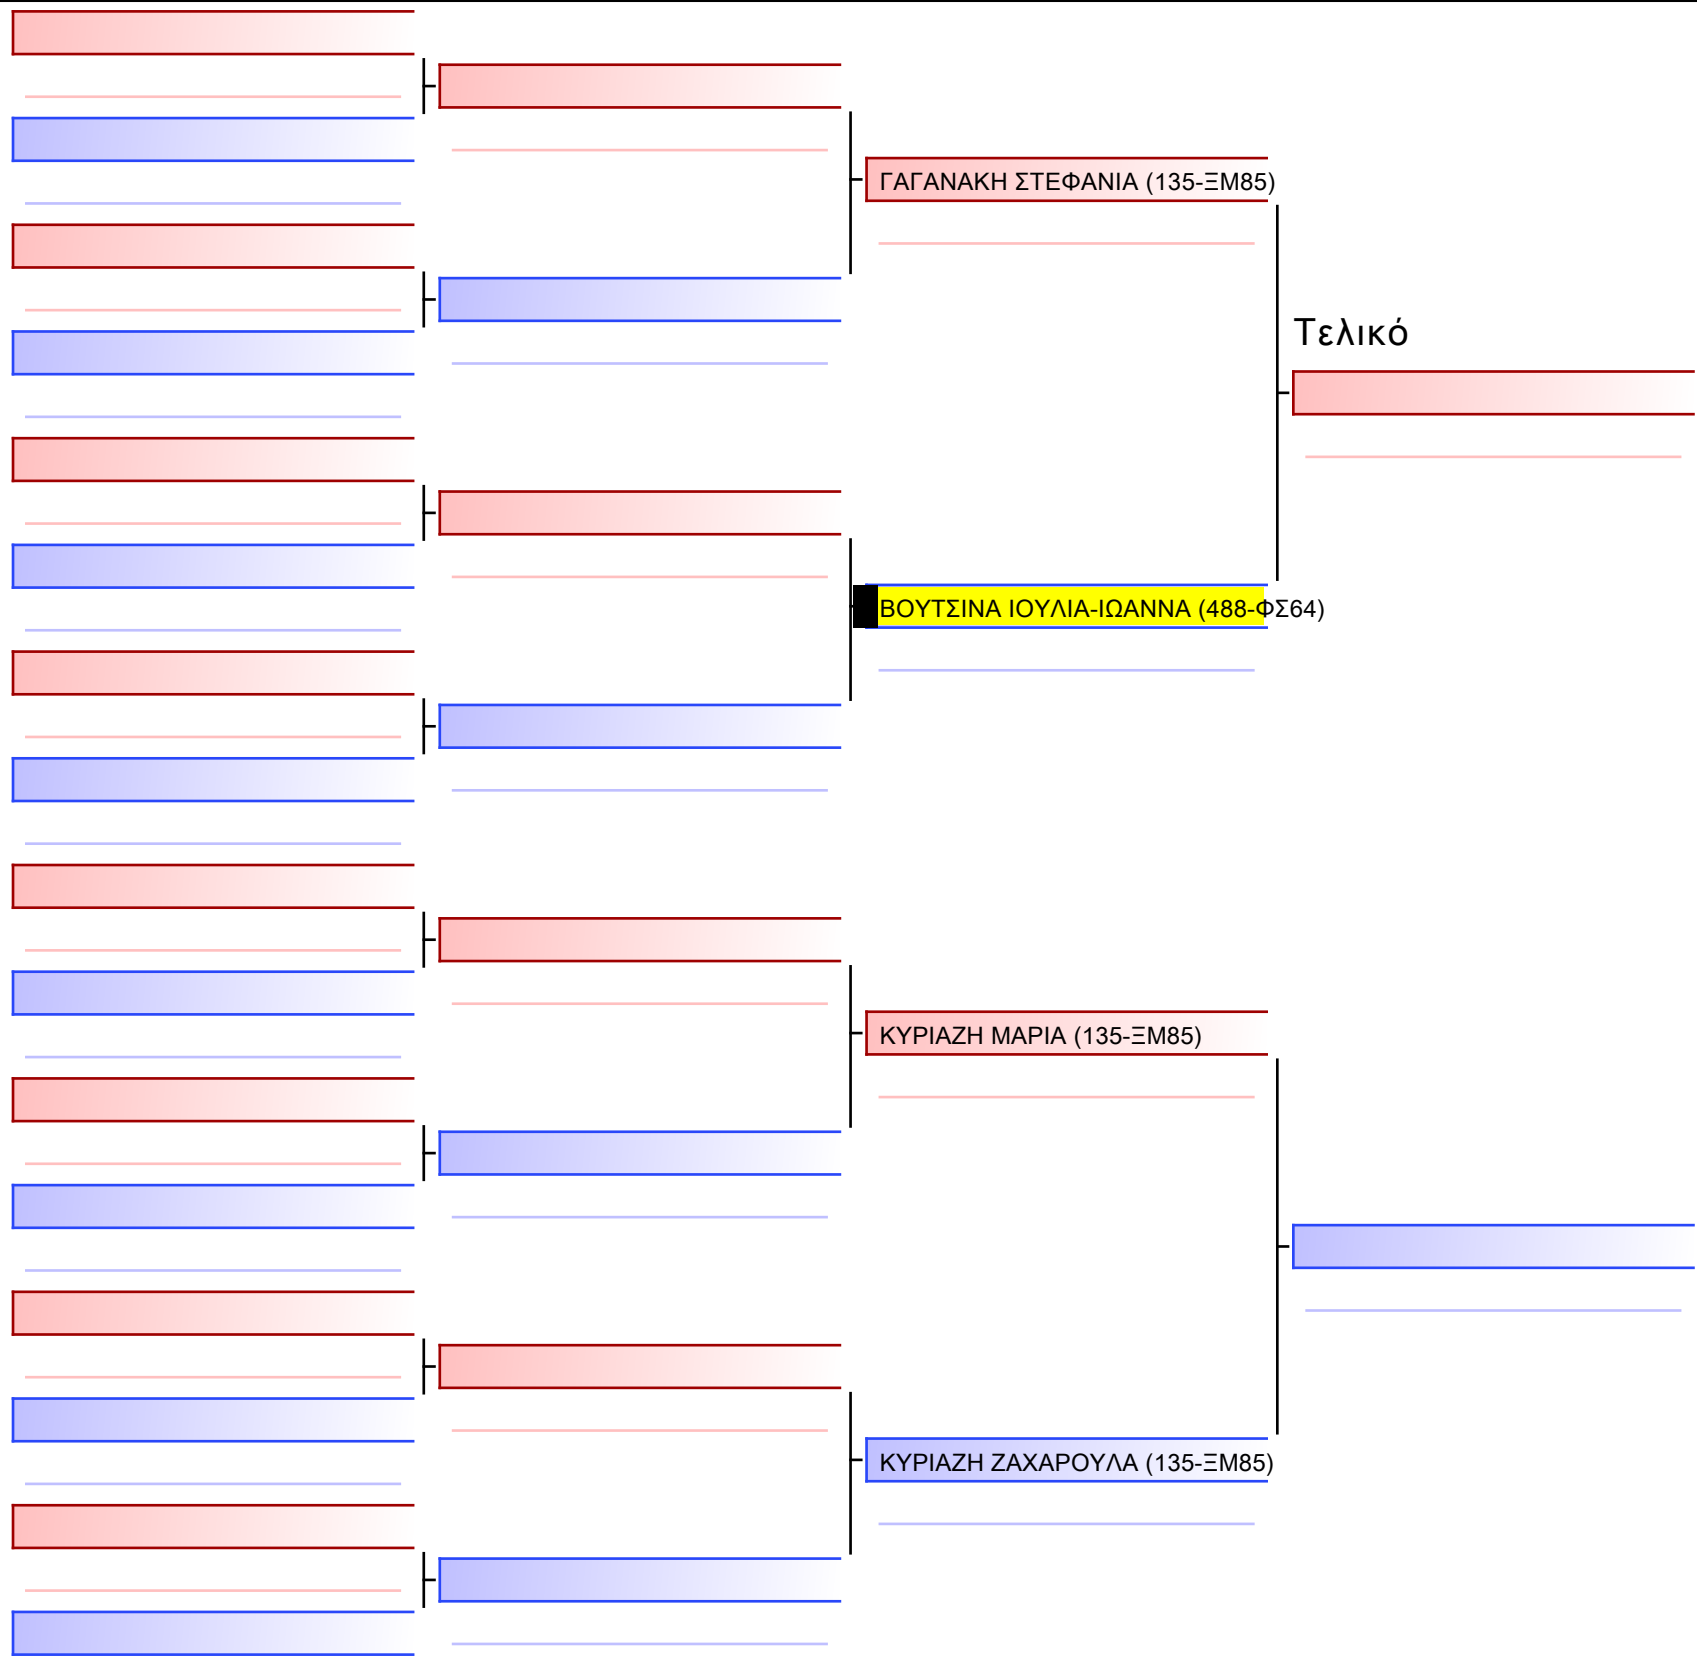 ΓΑΓΑΝΑΚΗ ΣΤΕΦΑΝΙΑ (135-ΞΜ85)
Τελικό
ΒΟΥΤΣΙΝΑ ΙΟΥΛΙΑ-ΙΩΑΝΝΑ (488-ΦΣ64)
ΚΥΡΙΑΖΗ ΜΑΡΙΑ (135-ΞΜ85)
ΚΥΡΙΑΖΗ ΖΑΧΑΡΟΥΛΑ (135-ΞΜ85)